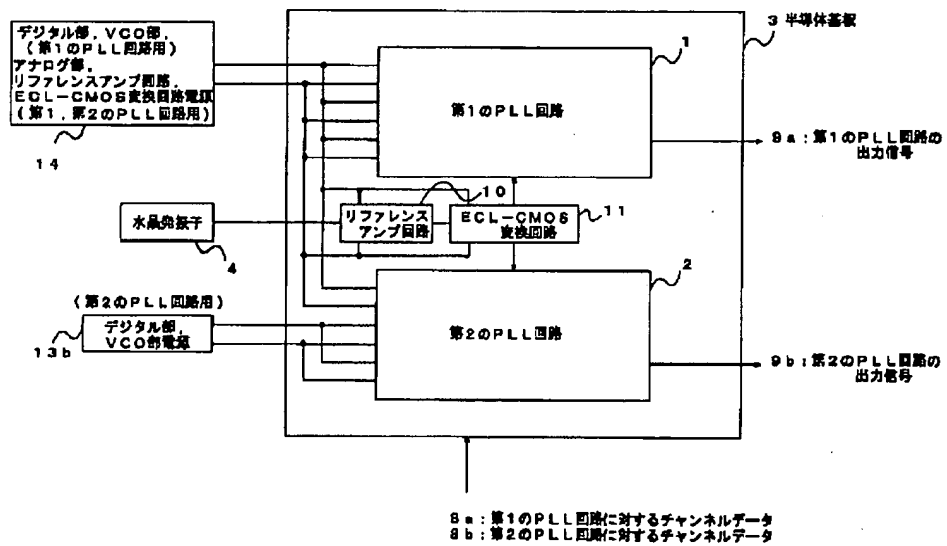 デジタル部,VCO部,
(第1のPLL回路用)
アナログ部,
リファレンスアンプ回路,
ECL-CMOS変換回路電源
(第1,第2のPLL回路用)
14
3 半導体基板
1
第1のPLL回路
9a:第1のPLL回路の
出力信号
10
水晶発振子
4
リファレンス
アンプ回路
ECL-CMOS
変換回路
11
2
(第2のPLL回路用)
デジタル部,
VCO部電源
13b
第2のPLL回路
9b:第2のPLL回路の
出力信号
8a:第1のPLL回路に対するチャンネルデータ
8b:第2のPLL回路に対するチャンネルデータ